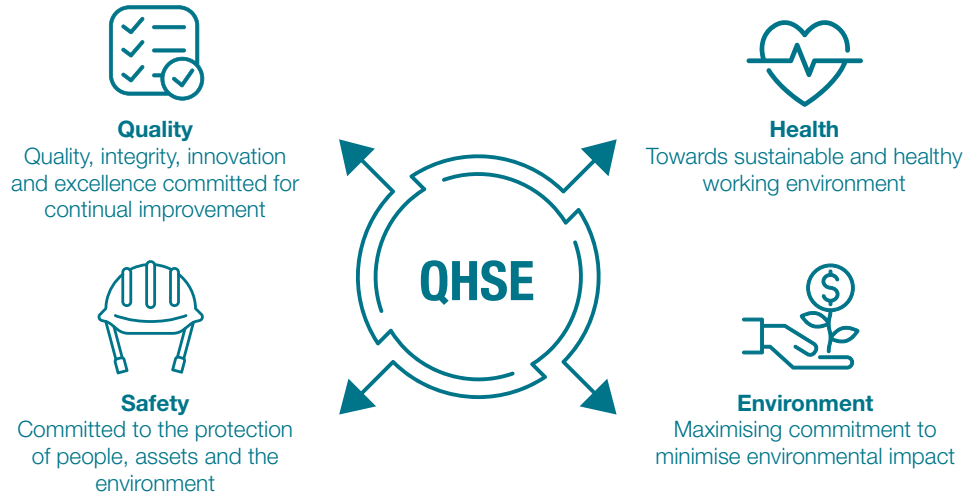 Quality
Quality, integrity, innovation
and excellence committed for
continual improvement
Health
Towards sustainable and healthy
working environment
QHSE
Safety
Committed to the protection
of people, assets and the
environment
$
Environment
Maximising commitment to
minimise environmental impact